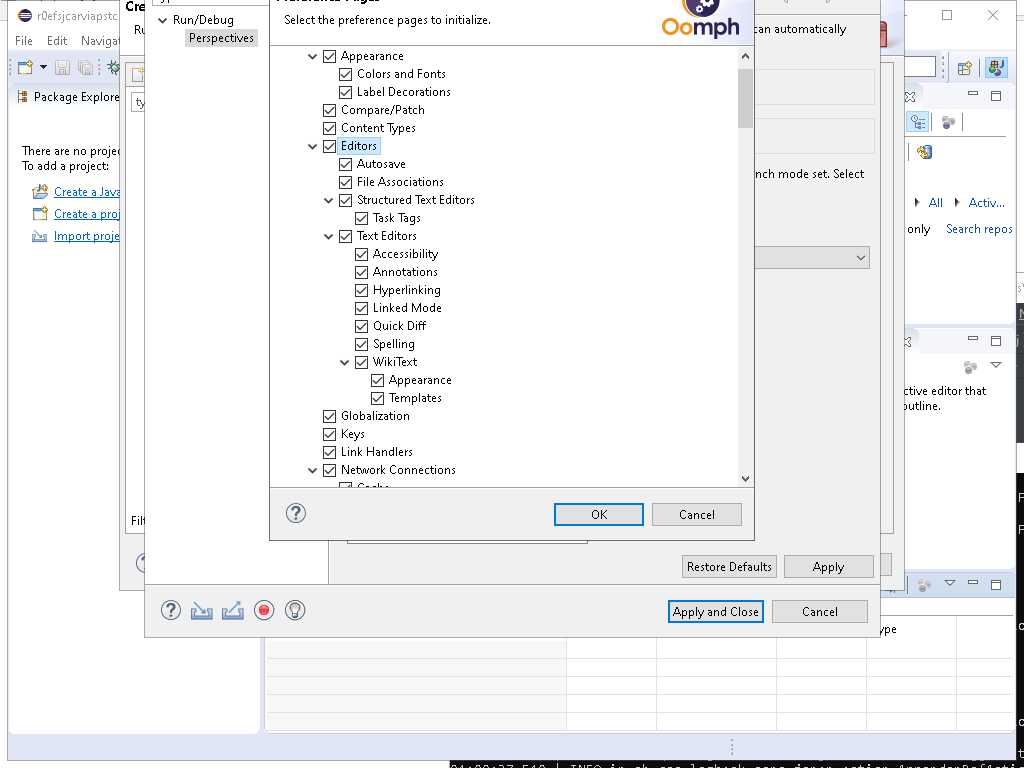 r0efsjcarviapstc
File Edit Naviga
Package Explore
There are no projec
To add a project:
Create a Java
Create a proj
Import proje
Cre
Ru
ty
Filt
Run/Debug
Perspectives
Select the preference pages to initialize.
Oomph
Appearance
Colors and Fonts
Label Decorations
Compare/Patch
Content Types
Editors
Autosave
File Associations
Structured Text Editors
Task Tags
Text Editors
Accessibility
Annotations
Hyperlinking
Linked Mode
Quick Diff
Spelling
WikiText
Appearance
Templates
Globalization
Keys
Link Handlers
Network Connections
OK
Cancel
can automatically
nch mode set. Select
Restore Defaults
Apply
Apply and Close
Cancel
All
Activ...
only
Search repos
ctive editor that
outline.
ype